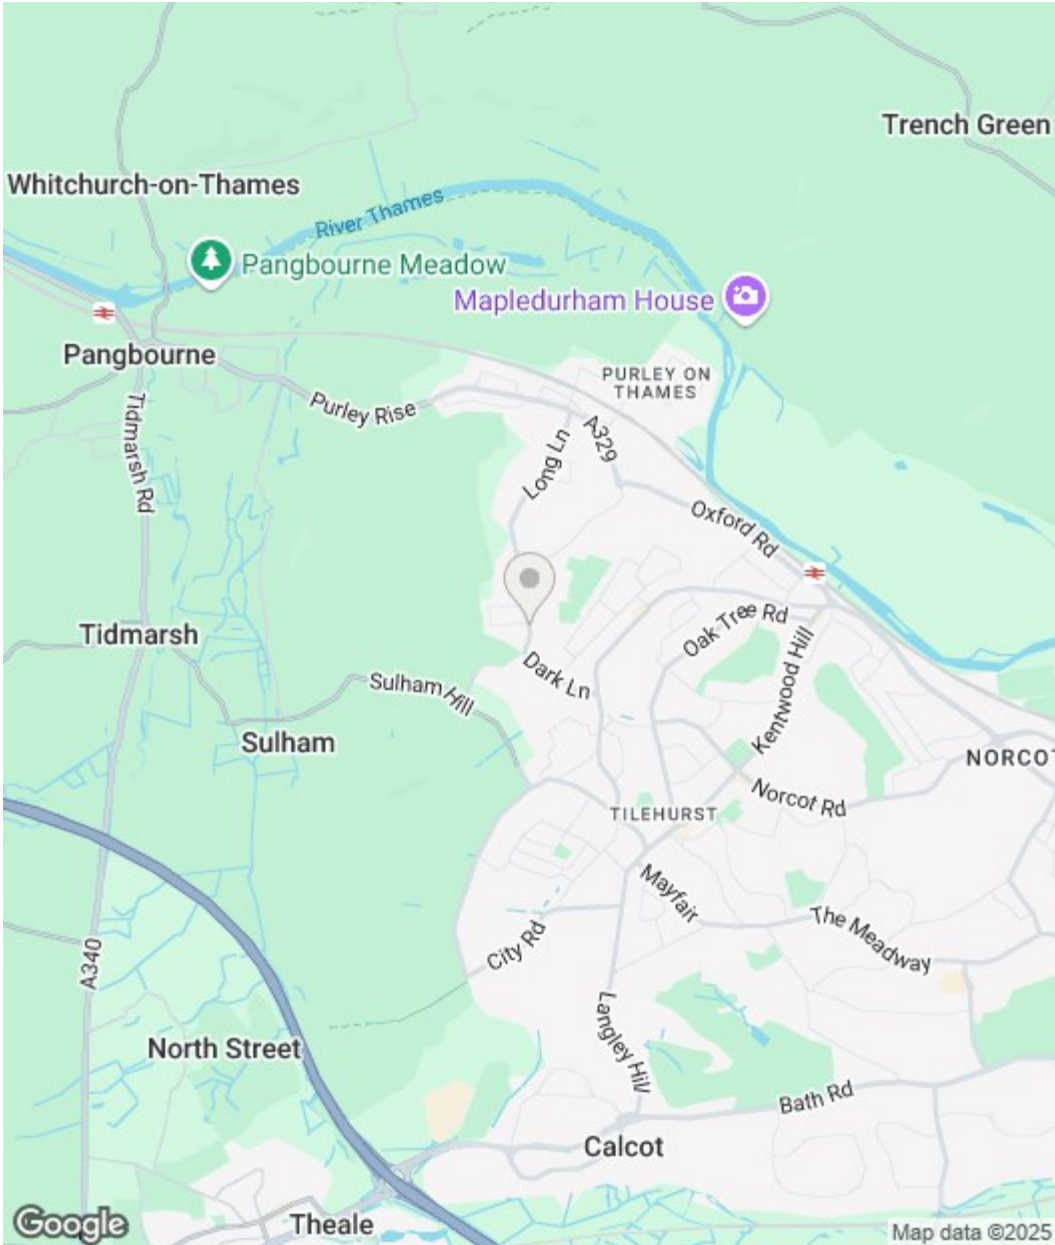 Trench Green
Whitchurch-on-Thames
River Thames
Pangbourne Meadow
Mapledurham House
Pangbourne
PURLEY ON
THAMES
Purley Rise
Tidmarsh Rd
A329
Long Ln
Oxford Rd
Oak Tree Rd
Tidmarsh
Dark Ln
Sulham Hill
Kentwood Hill
Sulham
NORCOT
Norcot Rd
TILEHURST
Mayfair
The Meadway
City Rd
A340
Langley Hill
North Street
Bath Rd
Calcot
Theale
Google
Map data ©2025